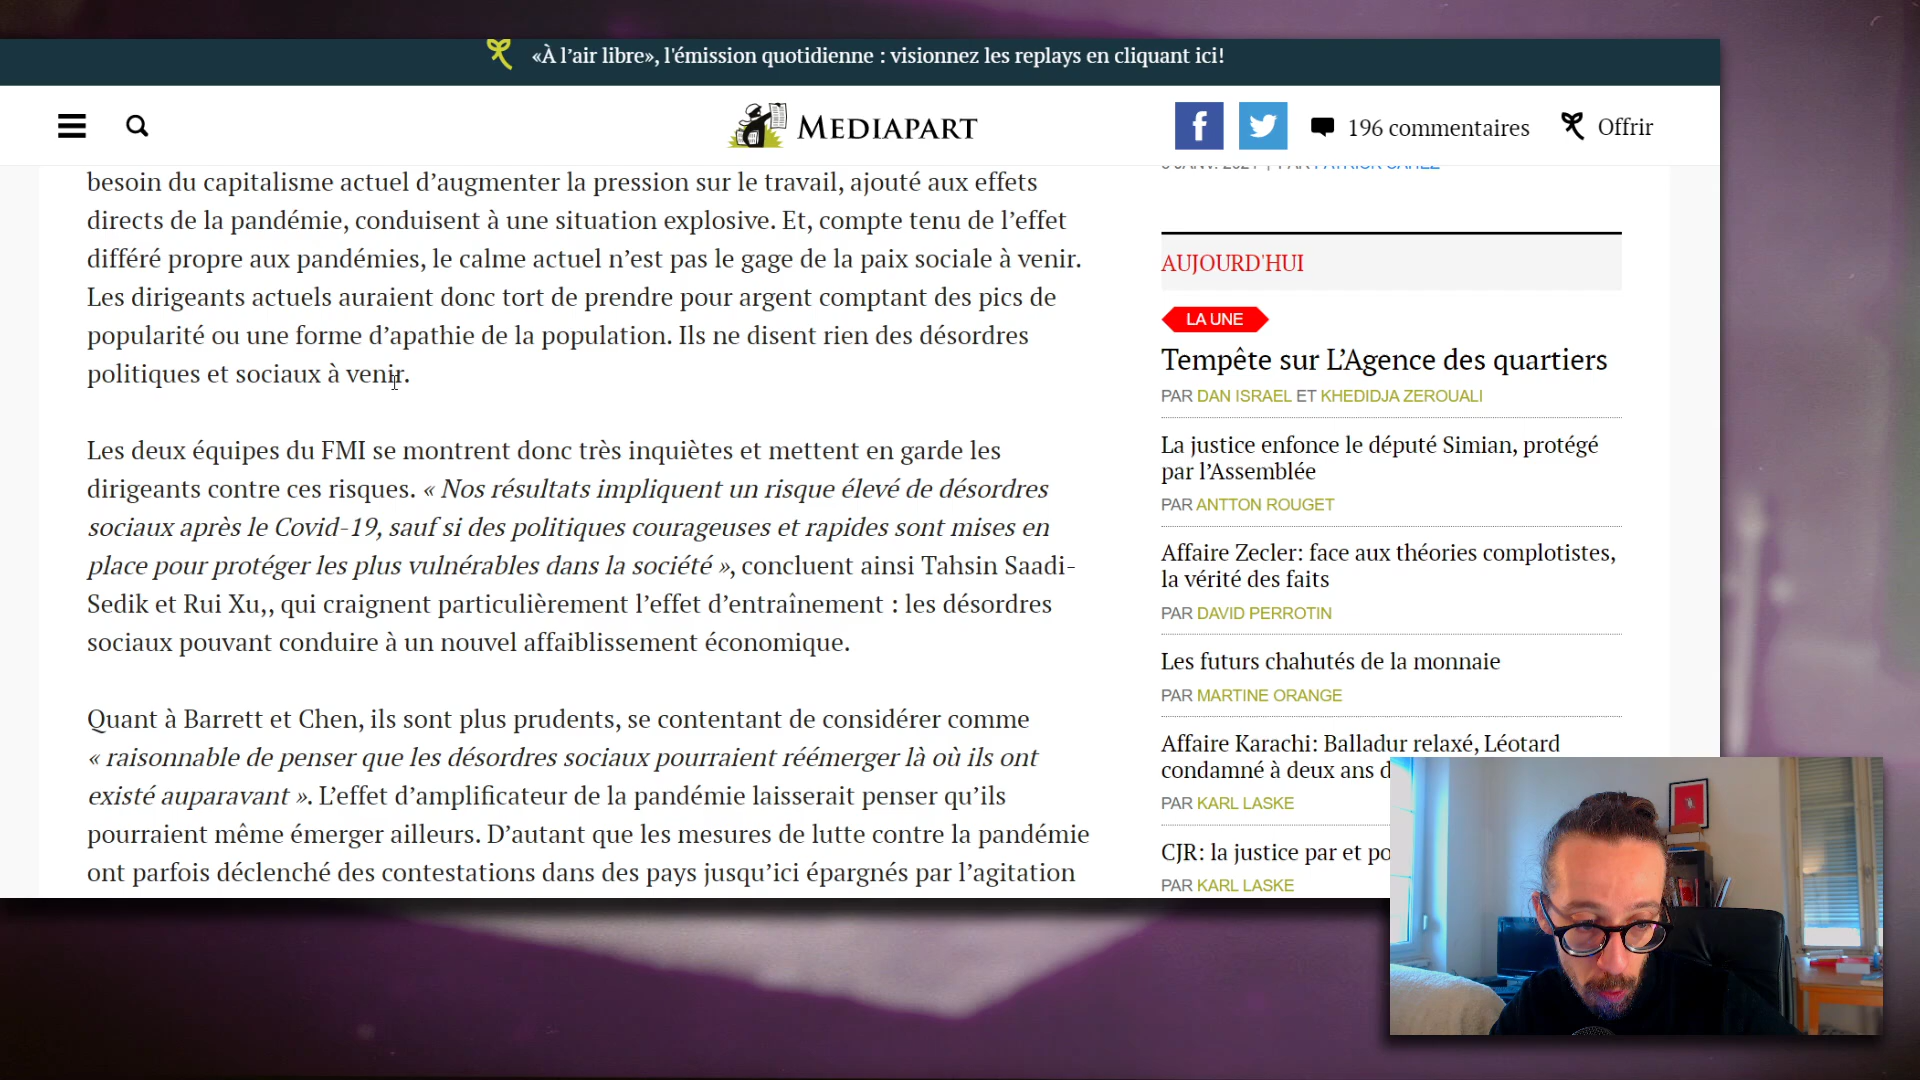 «À l’air libre», l'émission quotidienne : visionnez les replays en cliquant ici!
MEDIAPART
196 commentaires
Offrir
besoin du capitalisme actuel d’augmenter la pression sur le travail, ajouté aux effets
directs de la pandémie, conduisent à une situation explosive. Et, compte tenu de l’effet
différé propre aux pandémies, le calme actuel n’est pas le gage de la paix sociale à venir.
Les dirigeants actuels auraient donc tort de prendre pour argent comptant des pics de
popularité ou une forme d’apathie de la population. Ils ne disent rien des désordres
politiques et sociaux à venir.
Les deux équipes du FMI se montrent donc très inquiètes et mettent en garde les
dirigeants contre ces risques. « Nos résultats impliquent un risque élevé de désordres
sociaux après le Covid-19, sauf si des politiques courageuses et rapides sont mises en
place pour protéger les plus vulnérables dans la société », concluent ainsi Tahsin Saadi-
Sedik et Rui Xu,, qui craignent particulièrement l’effet d’entraînement : les désordres
sociaux pouvant conduire à un nouvel affaiblissement économique.
Quant à Barrett et Chen, ils sont plus prudents, se contentant de considérer comme
« raisonnable de penser que les désordres sociaux pourraient réémerger là où ils ont
existé auparavant ». L’effet d’amplificateur de la pandémie laisserait penser qu’ils
pourraient même émerger ailleurs. D’autant que les mesures de lutte contre la pandémie
ont parfois déclenché des contestations dans des pays jusqu’ici épargnés par l’agitation
AUJOURD'HUI
LA UNE
Tempête sur L’Agence des quartiers
PAR DAN ISRAEL ET KHEDIDJA ZEROUALI
La justice enfonce le député Simian, protégé
par l’Assemblée
PAR ANTTON ROUGET
Affaire Zecler: face aux théories complotistes,
la vérité des faits
PAR DAVID PERROTIN
Les futurs chahutés de la monnaie
PAR MARTINE ORANGE
Affaire Karachi: Balladur relaxé, Léotard
condamné à deux ans d
PAR KARL LASKE
CJR: la justice par et po
PAR KARL LASKE